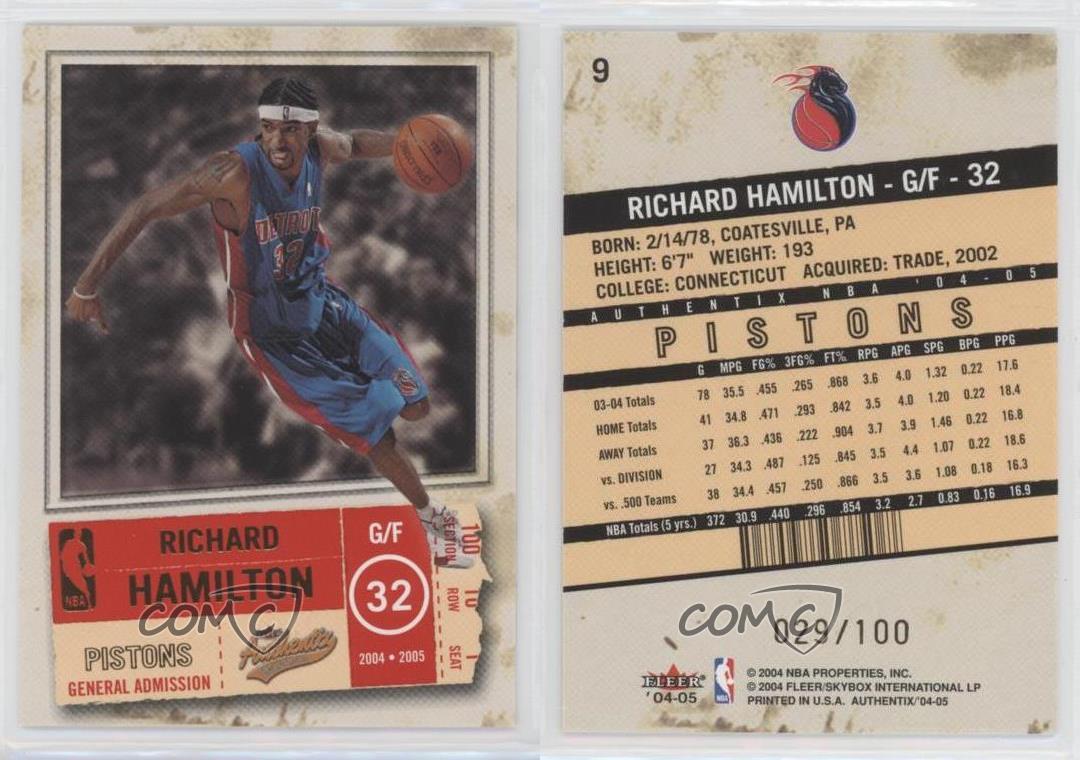 DETROIT
32
RICHARD
HAMILTON
PISTONS
GENERAL ADMISSION
NBA
G/F
32
2004 • 2005
SECTION 100
ROW 10
SEAT 1
Authentix
COMC
9
RICHARD HAMILTON - G/F - 32
BORN: 2/14/78, COATESVILLE, PA
HEIGHT: 6'7" WEIGHT: 193
COLLEGE: CONNECTICUT ACQUIRED: TRADE, 2002
AUTHENTIX NBA '04-05
PISTONS
G MPG FG% 3FG% FT% RPG APG SPG BPG PPG
03-04 Totals 78 35.5 .455 .265 .868 3.6 4.0 1.32 0.22 17.6
HOME Totals 41 34.8 .471 .293 .842 3.5 4.0 1.20 0.22 18.4
AWAY Totals 37 36.3 .436 .222 .904 3.7 3.9 1.46 0.22 16.8
vs. DIVISION 27 34.3 .487 .125 .845 3.5 4.4 1.07 0.22 18.6
vs. .500 Teams 38 34.4 .457 .250 .866 3.5 3.6 1.08 0.18 16.3
NBA Totals (5 yrs.) 372 30.9 .440 .296 .854 3.2 2.7 0.83 0.16 16.9
COMC
029/100
FLEER
'04-05
© 2004 NBA PROPERTIES, INC.
© 2004 FLEER/SKYBOX INTERNATIONAL LP
PRINTED IN U.S.A. AUTHENTIX/'04-05